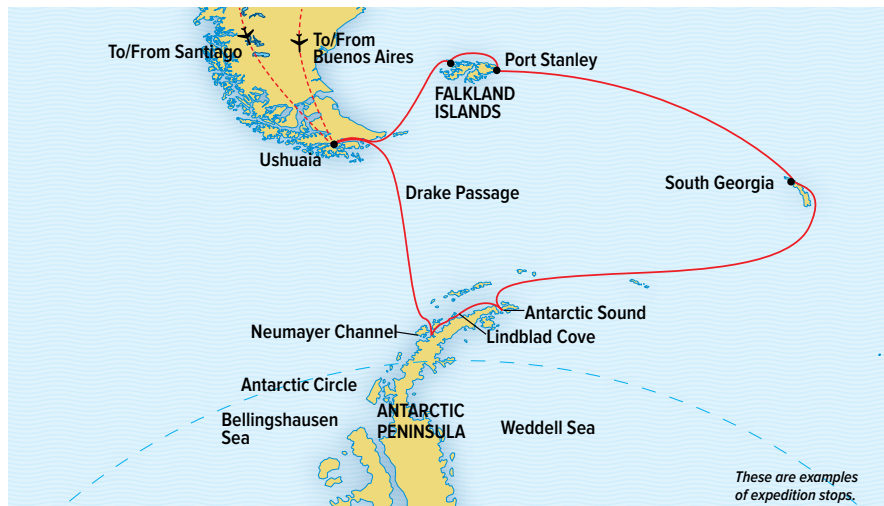 To/From Santiago
To/From
Buenos Aires
Port Stanley
FALKLAND
ISLANDS
Ushuaia
South Georgia
Drake Passage
Antarctic Sound
Neumayer Channel
Lindblad Cove
Antarctic Circle
ANTARCTIC
PENINSULA
Bellingshausen
Sea
Weddell Sea
These are examples
of expedition stops.